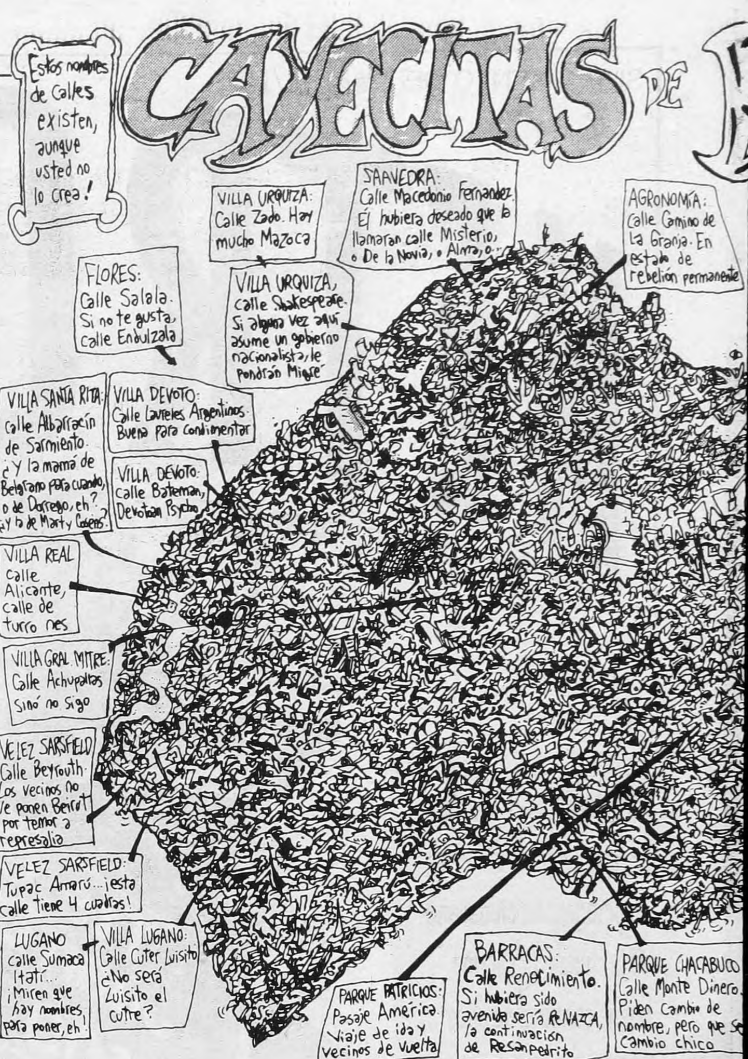 Estos nombres
de calles
existen,
aunque
usted no
lo crea!
CAYECITAS DE
VILLA URQUIZA:
Calle Zado. Hay
mucho Mazoca
SAAVEDRA:
Calle Macedonio Fernandez.
El hubiera deseado que la
llamaran calle Misterio,
o De la Novia, o Alma, o...
AGRONOMÍA:
Calle Camino de
La Granja. En
estado de
rebelion permanente
FLORES:
Calle Salala.
Si no te gusta,
calle Endulzala
VILLA URQUIZA,
calle Shakespeare.
Si alguna vez aquí
asume un gobierno
nacionalista, le
pondrán Migré
VILLA SANTA RITA:
calle Albarracín
de Sarmiento.
¿Y la mamá de
Belgrano para cuando,
o de Dorrego, eh?
¿y la de Mart y
VILLA DEVOTO:
Calle Laureles Argentinos.
Buena para condimentar
VILLA DEVOTO:
calle Bateman,
Devotban Psycho
VILLA REAL
calle
Alicante,
calle de
turro nes
VILLA GRAL MITRE:
Calle Achupallas
Sinó no sigo
VELEZ SARSFIELD
Calle Beyrouth.
Los vecinos no
le ponen Beirut
por temor a
represalia
VELEZ SARSFIELD:
Tupac Amarú...¡esta
calle tiene 4 cuadras!
LUGANO
calle Sumaca
Itatí...
¡Miren que
hay nombres
para poner, eh!
VILLA LUGANO:
Calle Cuter Luisito
¿No será
Luisito el
cutre?
PARQUE PATRICIOS:
Pasaje América.
Viaje de ida y
vecinos de vuelta
BARRACAS:
Calle Renacimiento.
Si hubiera sido
avenida sería ReNAZCA,
la continuación
de Resanpedrito
PARQUE CHACABUCO
Calle Monte Dinero.
Piden cambio de
nombre, pero que se
Cambio chico